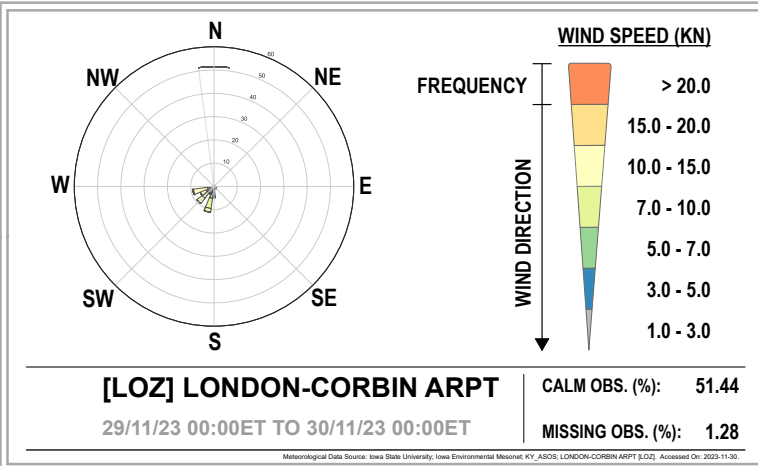 N
NE
E
SE
S
SW
W
NW
60
50
40
30
20
10
WIND SPEED (KN)
FREQUENCY
WIND DIRECTION
> 20.0
15.0 - 20.0
10.0 - 15.0
7.0 - 10.0
5.0 - 7.0
3.0 - 5.0
1.0 - 3.0
[LOZ] LONDON-CORBIN ARPT
29/11/23 00:00ET TO 30/11/23 00:00ET
CALM OBS. (%): 51.44
MISSING OBS. (%): 1.28
Meteorological Data Source: Iowa State University; Iowa Environmental Mesonet; KY_ASOS; LONDON-CORBIN ARPT [LOZ]. Accessed On: 2023-11-30.